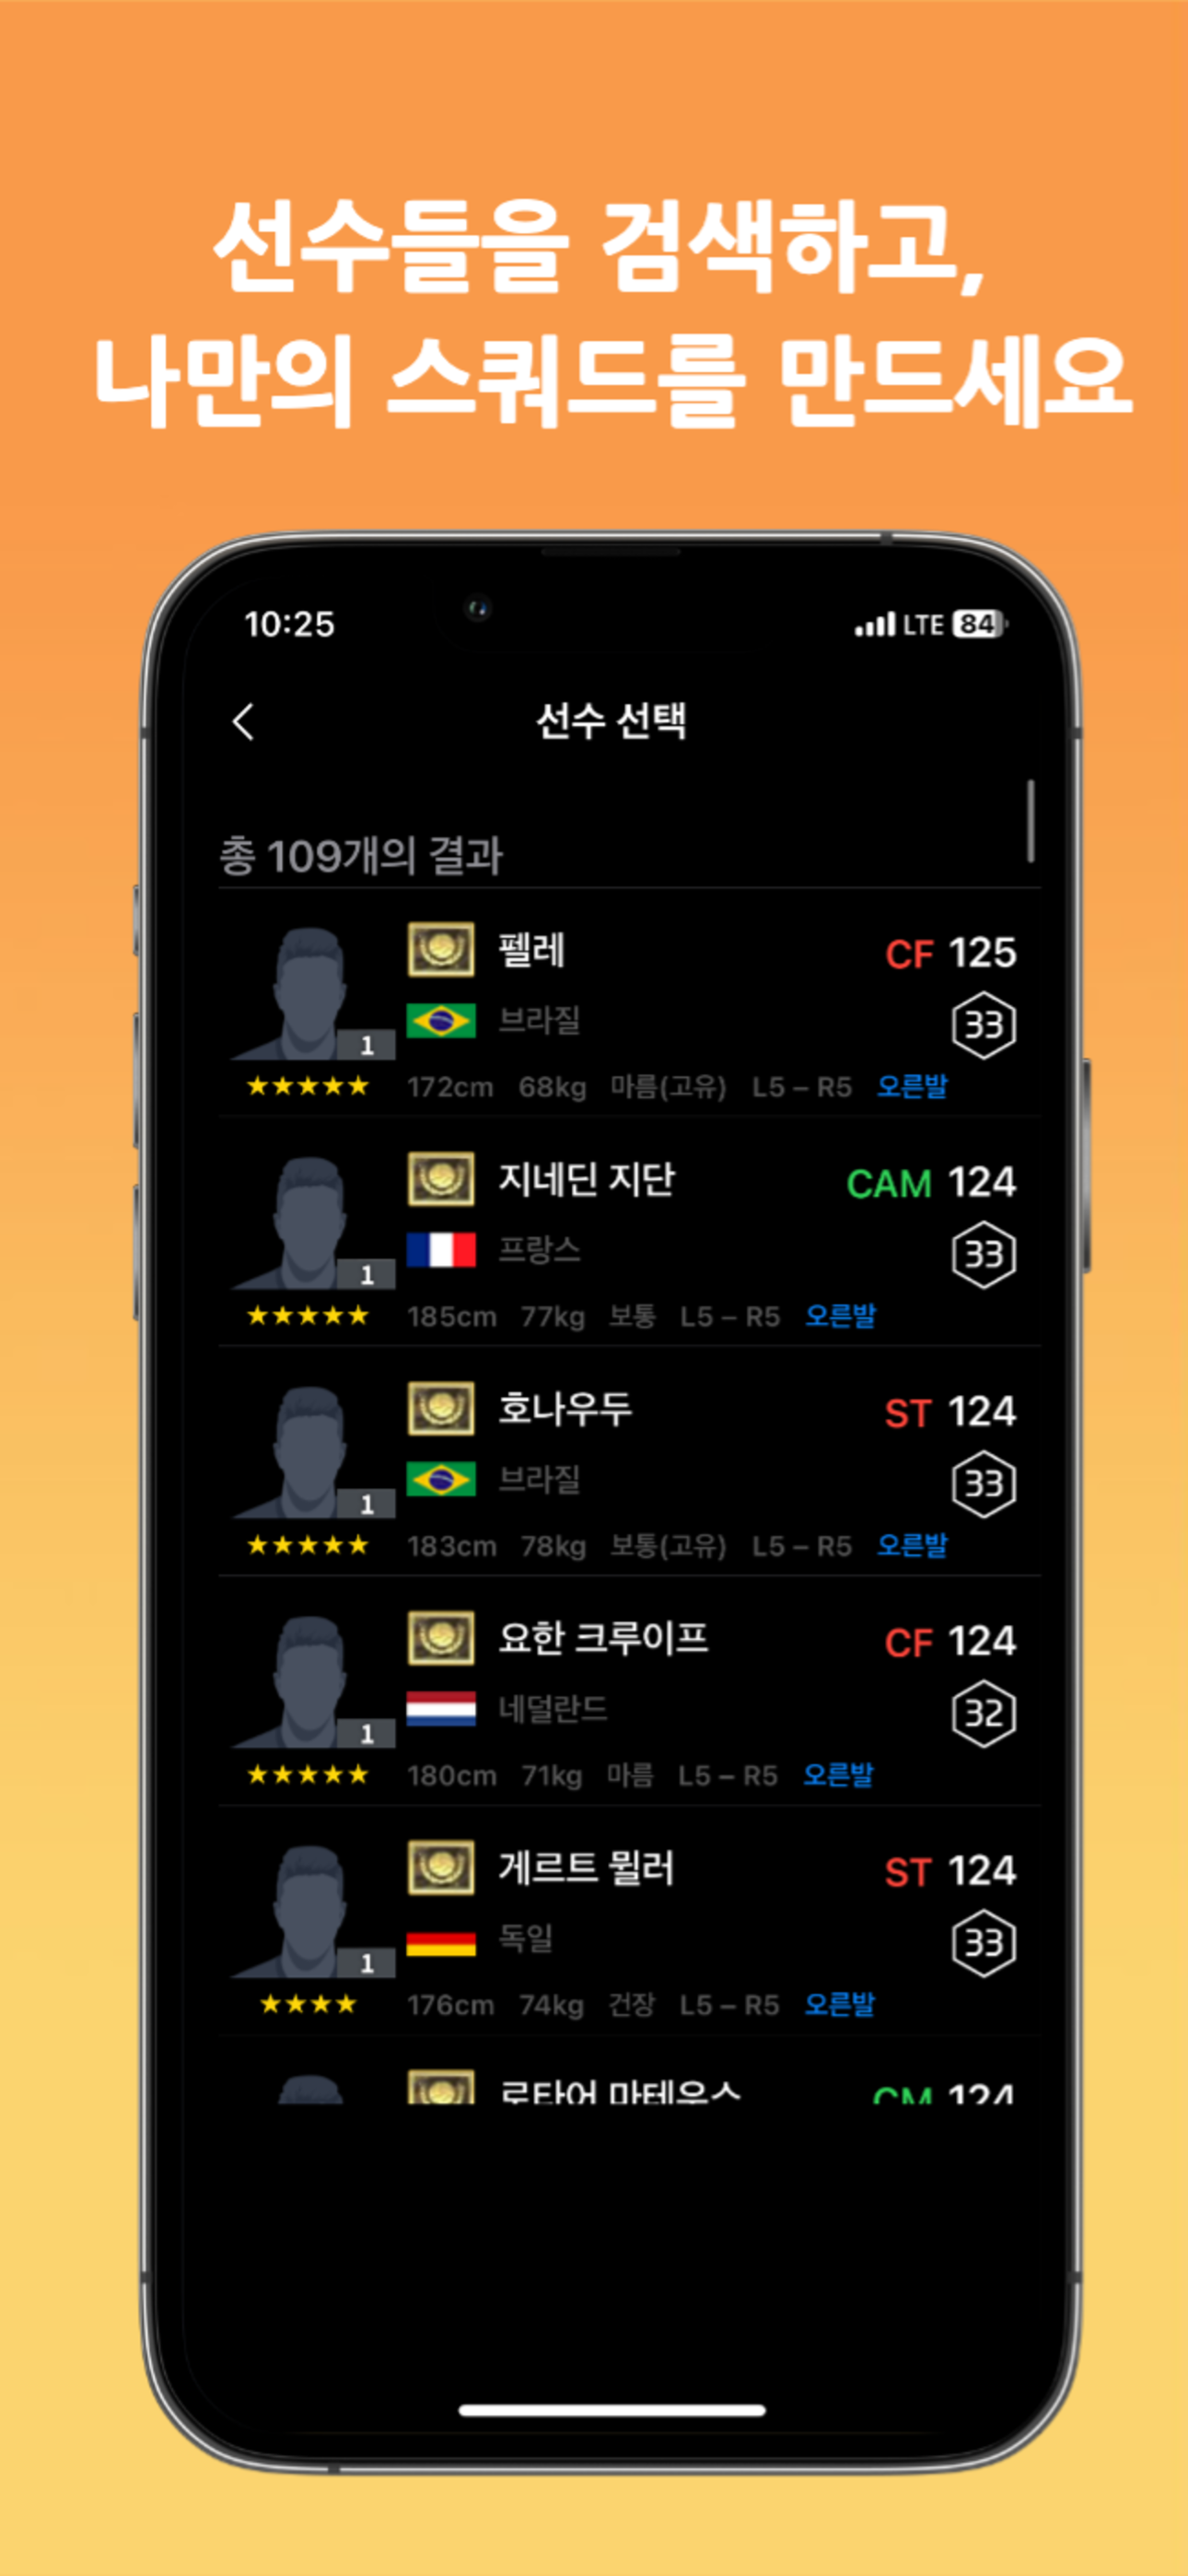 선수들을 검색하고,
나만의 스쿼드를 만드세요
10:25 LTE 84
선수 선택
총 109개의 결과
펠레 CF 125
브라질 33
1
★★★★★ 172cm 68kg 마름(고유) L5 – R5 오른발
지네딘 지단 CAM 124
프랑스 33
1
★★★★★ 185cm 77kg 보통 L5 – R5 오른발
호나우두 ST 124
브라질 33
1
★★★★★ 183cm 78kg 보통(고유) L5 – R5 오른발
요한 크루이프 CF 124
네덜란드 32
1
★★★★★ 180cm 71kg 마름 L5 – R5 오른발
게르트 뮐러 ST 124
독일 33
1
★★★★ 176cm 74kg 건장 L5 – R5 오른발
로타어 마테우스 CM 124